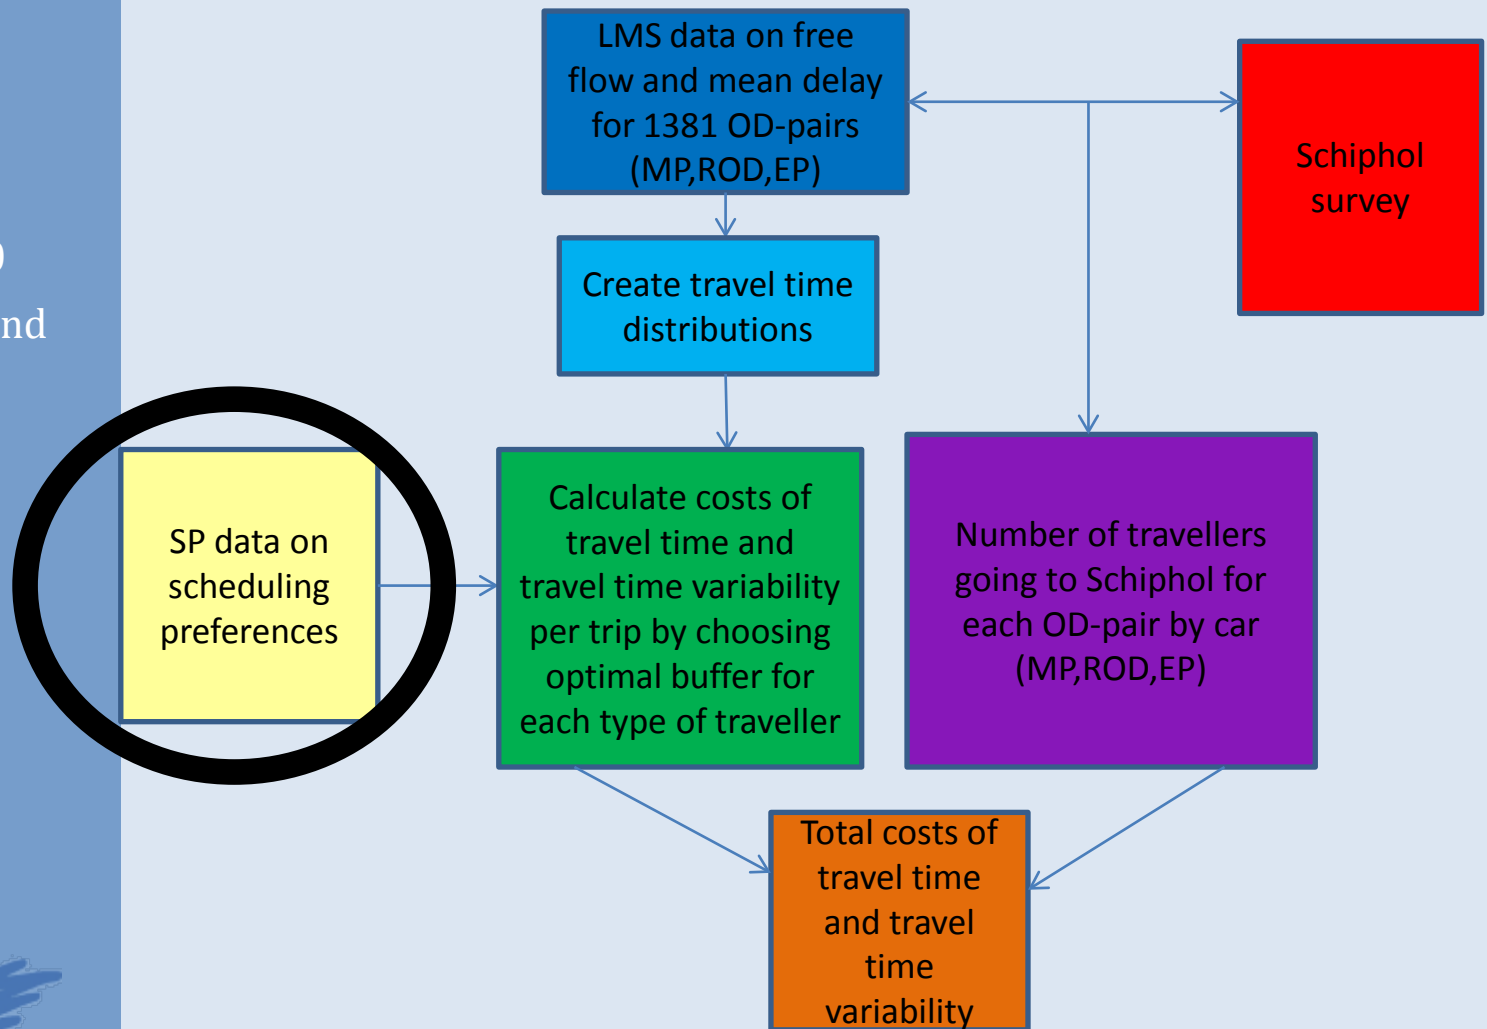 LMS data on free
flow and mean delay
for 1381 OD-pairs
(MP,ROD,EP)
Schiphol
survey
Create travel time
distributions
nd
SP data on
scheduling
preferences
Calculate costs of
travel time and
travel time variability
per trip by choosing
optimal buffer for
each type of traveller
Number of travellers
going to Schiphol for
each OD-pair by car
(MP,ROD,EP)
Total costs of
travel time
and travel
time
variability